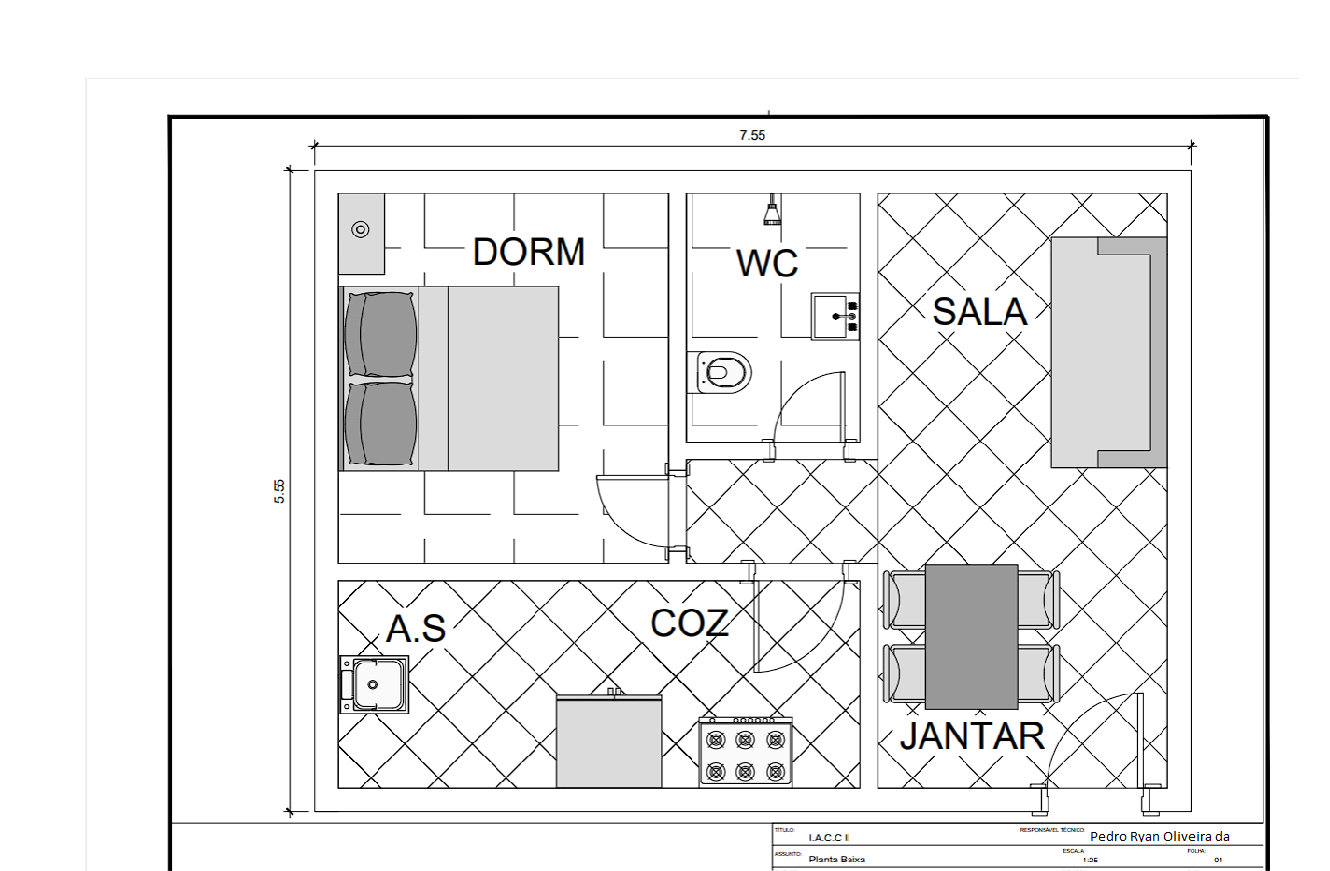 7.55
DORM
WC
SALA
5.55
A.S
COZ
JANTAR
TÍTULO:
I.A.C.C II
RESPONSÁVEL TÉCNICO:
Pedro Ryan Oliveira da
ASSUNTO:
Planta Baixa
ESCALA
1:25
FOLHA:
01